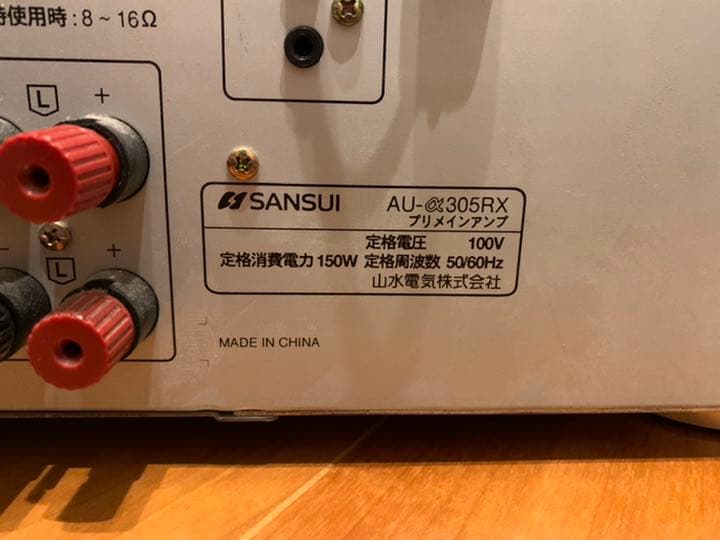 時使用時：8～16Ω
L +
SANSUI AU-α305RX
プリメインアンプ
定格電圧 100V
定格消費電力 150W 定格周波数 50/60Hz
山水電気株式会社
− L +
MADE IN CHINA